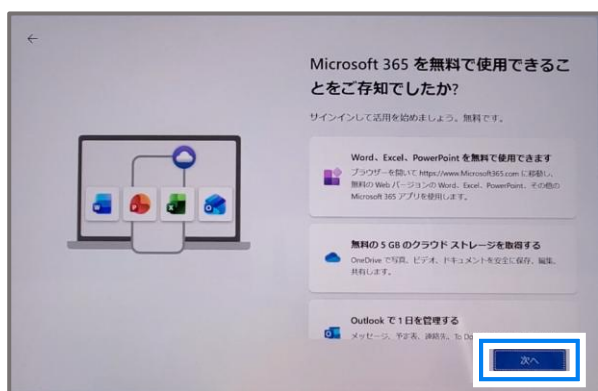 ←
Microsoft 365 を無料で使用できるこ
とをご存知でしたか?
サインインして活用を始めましょう。無料です。
Word、Excel、PowerPoint を無料で使用できます
ブラウザーを開いて https://www.Microsoft365.com に移動し、
無料の Web バージョンの Word、Excel、PowerPoint、その他の
Microsoft 365 アプリを使用します。
無料の 5 GB のクラウド ストレージを取得する
OneDrive で写真、ビデオ、ドキュメントを安全に保存、編集、
共有します。
Outlook で 1 日を管理する
メッセージ、予定表、連絡先、To Do
次へ